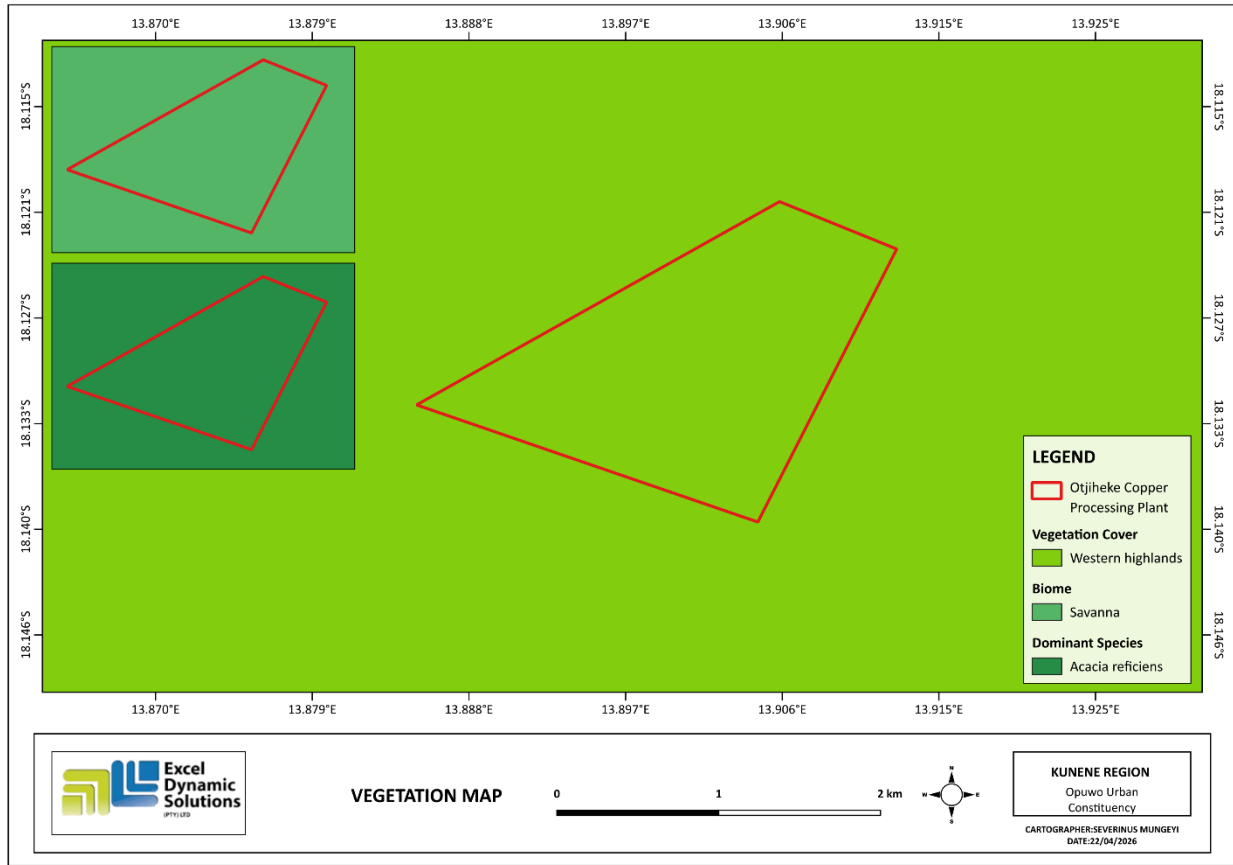 13.870°E 13.879°E 13.888°E 13.897°E 13.906°E 13.915°E 13.925°E
18.115°S 18.115°S
18.121°S 18.121°S
18.127°S 18.127°S
18.133°S 18.133°S
18.140°S 18.140°S
18.146°S 18.146°S
LEGEND
Otjiheke Copper
Processing Plant
Vegetation Cover
Western highlands
Biome
Savanna
Dominant Species
Acacia reficiens
13.870°E 13.879°E 13.888°E 13.897°E 13.906°E 13.915°E 13.925°E
Excel
Dynamic
Solutions
(PTY) LTD
VEGETATION MAP
0 1 2 km
N
W E
S
KUNENE REGION
Opuwo Urban
Constituency
CARTOGRAPHER:SEVERINUS MUNGEYI
DATE:22/04/2026